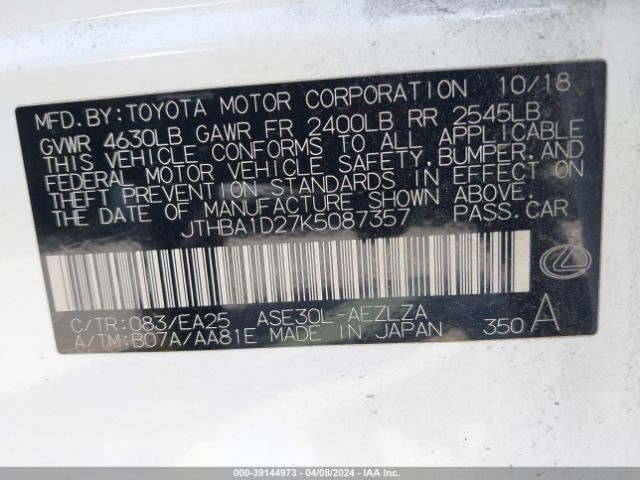 MFD.BY:TOYOTA MOTOR CORPORATION 10/18
GVWR 4630LB GAWR FR 2400LB RR 2545LB
THIS VEHICLE CONFORMS TO ALL APPLICABLE
FEDERAL MOTOR VEHICLE SAFETY,BUMPER,AND
THEFT PREVENTION STANDARDS IN EFFECT ON
THE DATE OF MANUFACTURE SHOWN ABOVE.
JTHBA1D27K5087357 PASS.CAR
C/TR:083/EA25 ASE30L-AEZLZA
A/TM:B07A/AA81E MADE IN JAPAN 350 A
000-39144973 | 04/08/2024 | IAA, Inc.